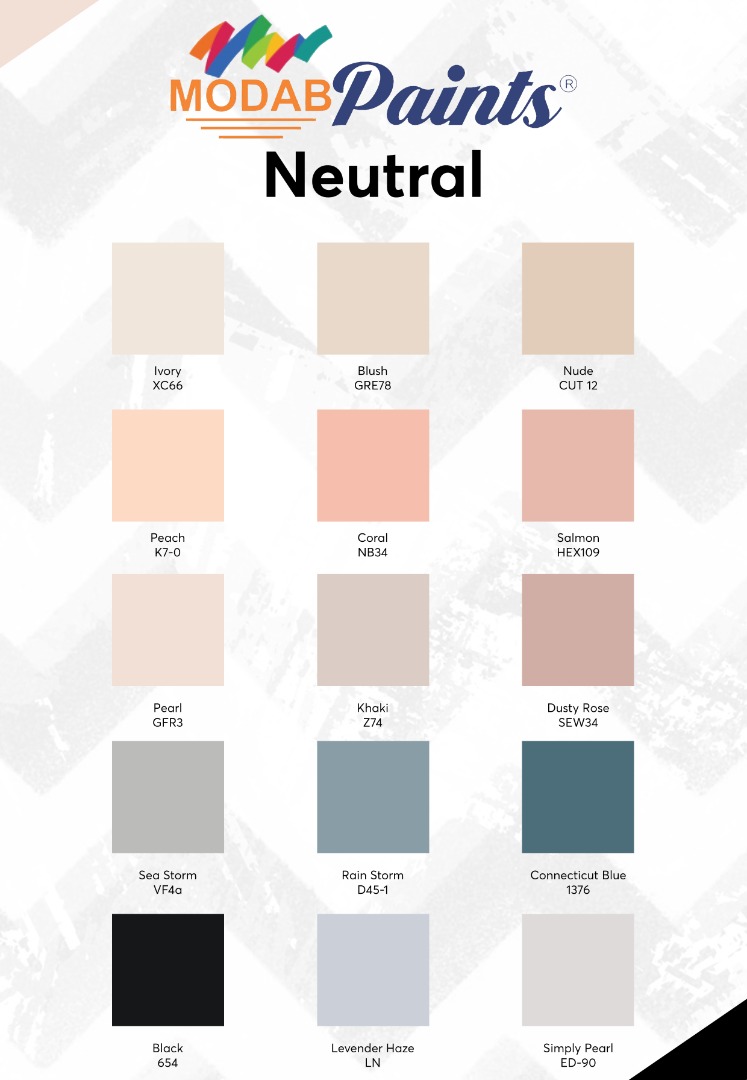 MODAB Paints®
Neutral
Ivory
XC66
Blush
GRE78
Nude
CUT 12
Peach
K7-0
Coral
NB34
Salmon
HEX109
Pearl
GFR3
Khaki
Z74
Dusty Rose
SEW34
Sea Storm
VF4a
Rain Storm
D45-1
Connecticut Blue
1376
Black
654
Levender Haze
LN
Simply Pearl
ED-90